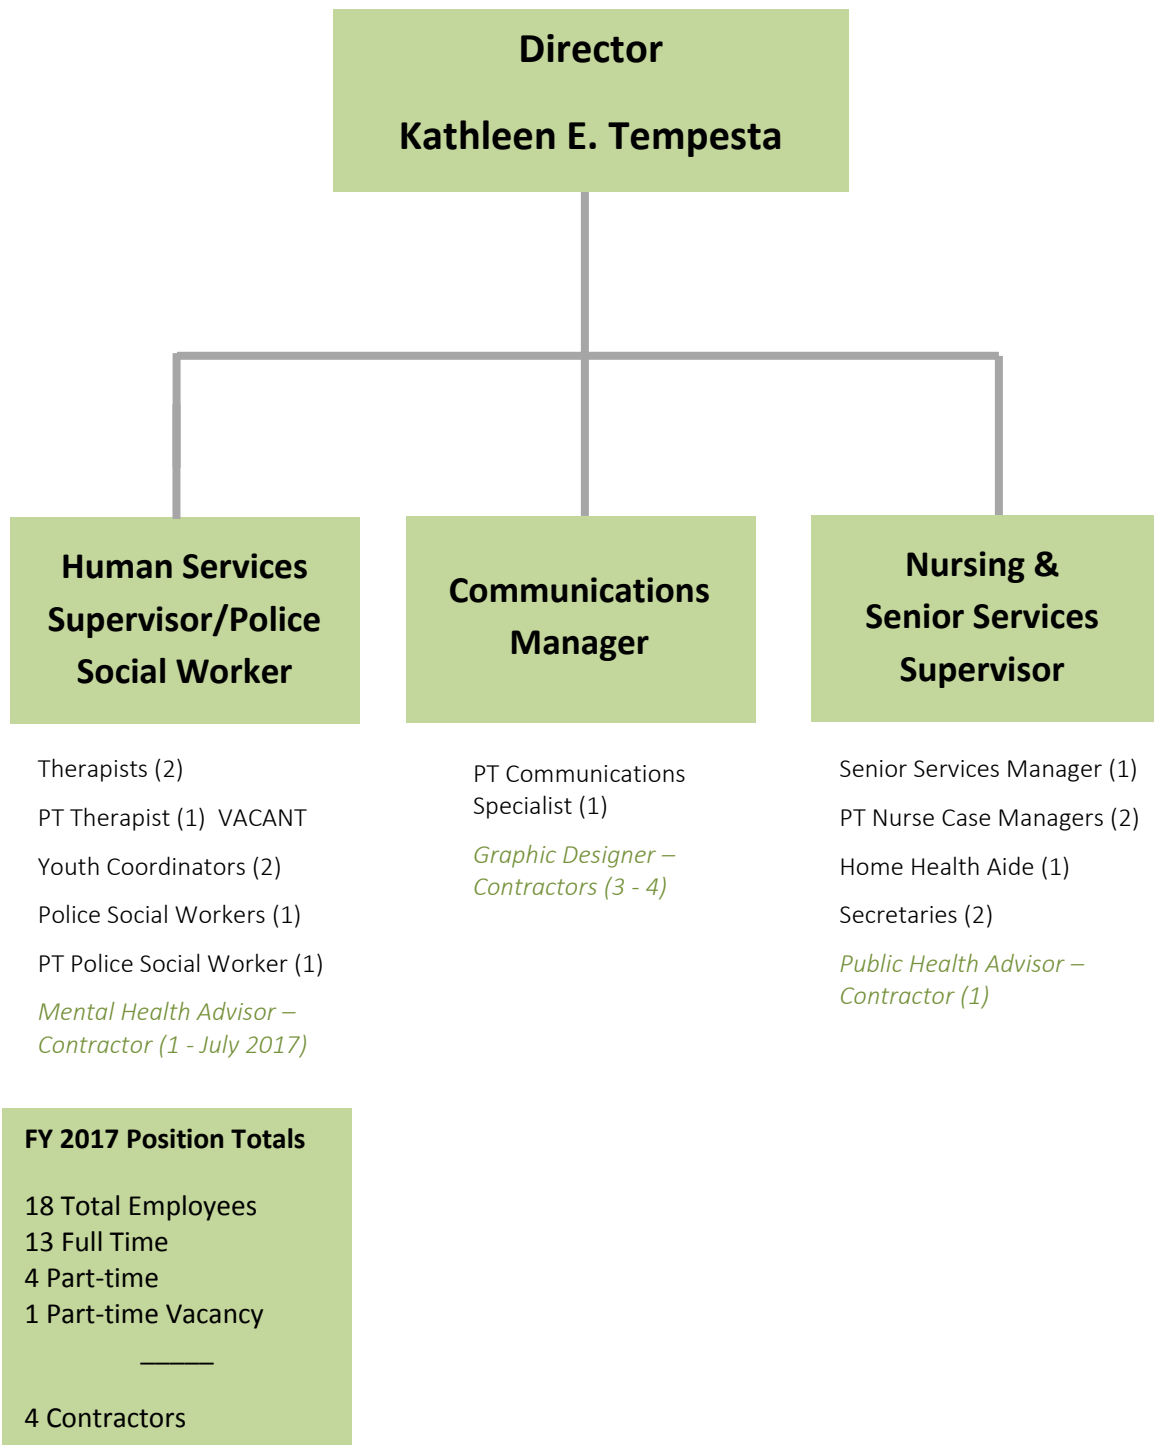 Director
Kathleen E. Tempesta
Human Services
Supervisor/Police
Social Worker
Communications
Manager
Nursing &
Senior Services
Supervisor
Therapists (2)
PT Therapist (1)  VACANT
Youth Coordinators (2)
Police Social Workers (1)
PT Police Social Worker (1)
Mental Health Advisor –
Contractor (1 - July 2017)
PT Communications
Specialist (1)
Graphic Designer –
Contractors (3 - 4)
Senior Services Manager (1)
PT Nurse Case Managers (2)
Home Health Aide (1)
Secretaries (2)
Public Health Advisor –
Contractor (1)
FY 2017 Position Totals
18 Total Employees
13 Full Time
4 Part-time
1 Part-time Vacancy
_____
4 Contractors